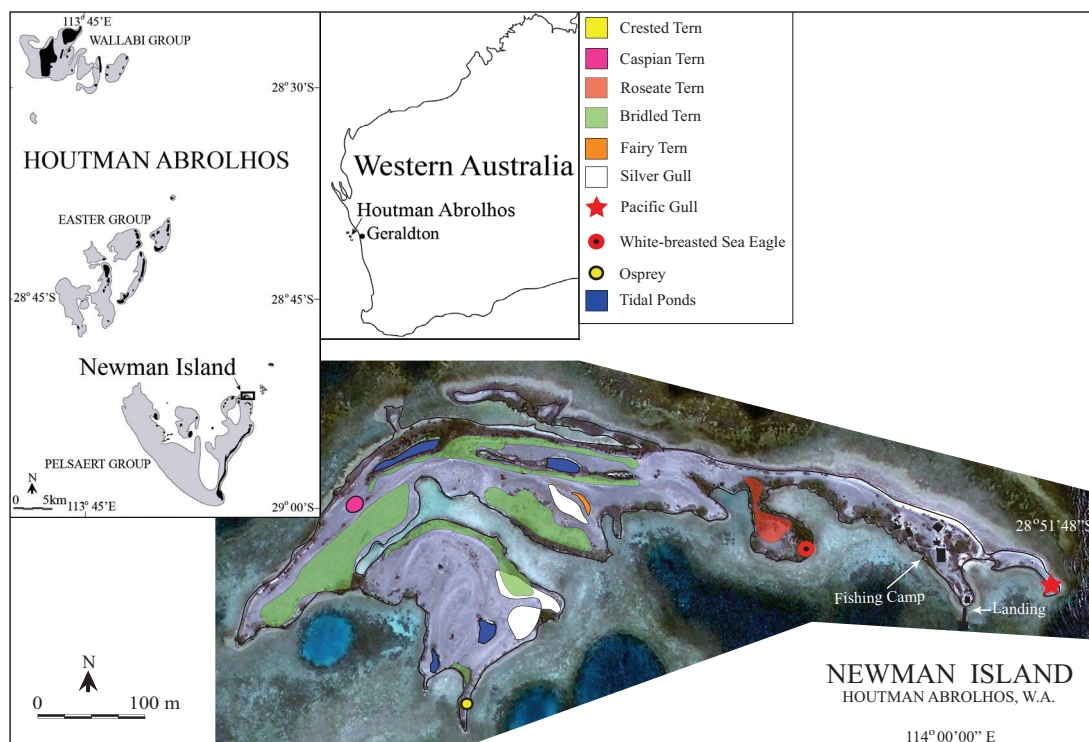 113° 45'E
WALLABI GROUP
28° 30'S
HOUTMAN ABROLHOS
EASTER GROUP
28° 45'S
Newman Island
PELSAERT GROUP
N
0 5km
113° 45'E
29° 00'S
Western Australia
Houtman Abrolhos
Geraldton
Crested Tern
Caspian Tern
Roseate Tern
Bridled Tern
Fairy Tern
Silver Gull
Pacific Gull
White-breasted Sea Eagle
Osprey
Tidal Ponds
28° 51'48"S
Fishing Camp
Landing
N
0 100 m
NEWMAN ISLAND
HOUTMAN ABROLHOS, W.A.
114° 00'00" E